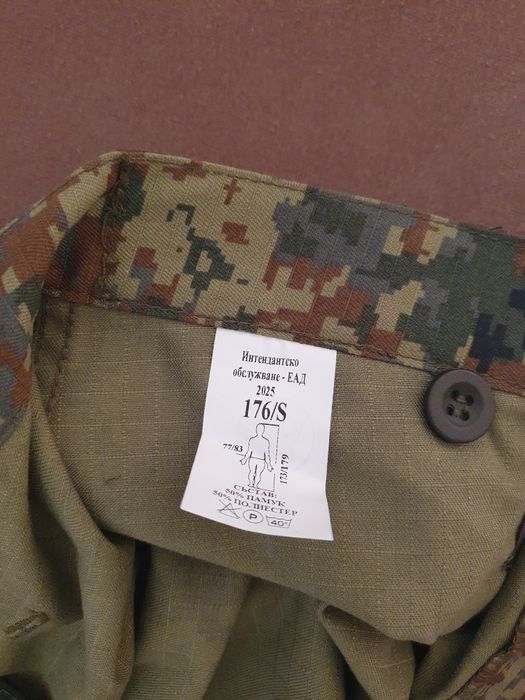 Интендантско
обслужване - ЕАД
2025
176/S
77/83
173/179
СЪСТАВ:
50% ПАМУК
50% ПОЛИЕСТЕР
P
40°